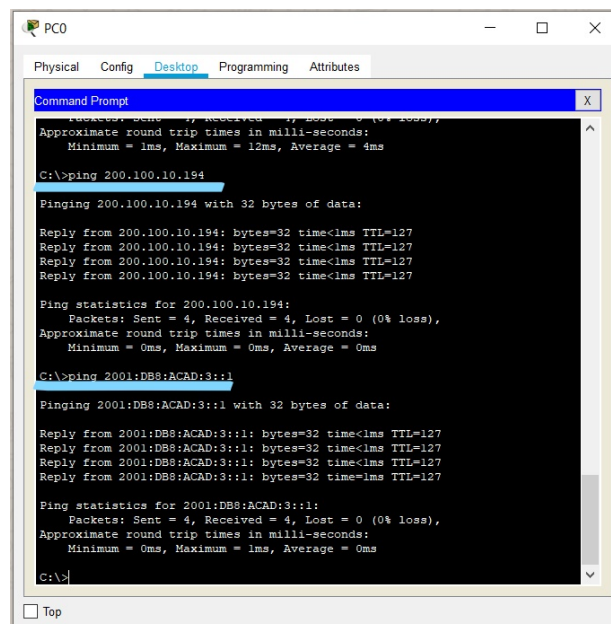 PC0
Physical Config Desktop Programming Attributes
Command Prompt X
Packets: Sent = 4, Received = 4, Lost = 0 (0% loss),
Approximate round trip times in milli-seconds:
Minimum = 1ms, Maximum = 12ms, Average = 4ms
C:\>ping 200.100.10.194
Pinging 200.100.10.194 with 32 bytes of data:
Reply from 200.100.10.194: bytes=32 time<1ms TTL=127
Reply from 200.100.10.194: bytes=32 time<1ms TTL=127
Reply from 200.100.10.194: bytes=32 time<1ms TTL=127
Reply from 200.100.10.194: bytes=32 time<1ms TTL=127
Ping statistics for 200.100.10.194:
Packets: Sent = 4, Received = 4, Lost = 0 (0% loss),
Approximate round trip times in milli-seconds:
Minimum = 0ms, Maximum = 0ms, Average = 0ms
C:\>ping 2001:DB8:ACAD:3::1
Pinging 2001:DB8:ACAD:3::1 with 32 bytes of data:
Reply from 2001:DB8:ACAD:3::1: bytes=32 time<1ms TTL=127
Reply from 2001:DB8:ACAD:3::1: bytes=32 time<1ms TTL=127
Reply from 2001:DB8:ACAD:3::1: bytes=32 time<1ms TTL=127
Reply from 2001:DB8:ACAD:3::1: bytes=32 time=1ms TTL=127
Ping statistics for 2001:DB8:ACAD:3::1:
Packets: Sent = 4, Received = 4, Lost = 0 (0% loss),
Approximate round trip times in milli-seconds:
Minimum = 0ms, Maximum = 1ms, Average = 0ms
C:\>
Top